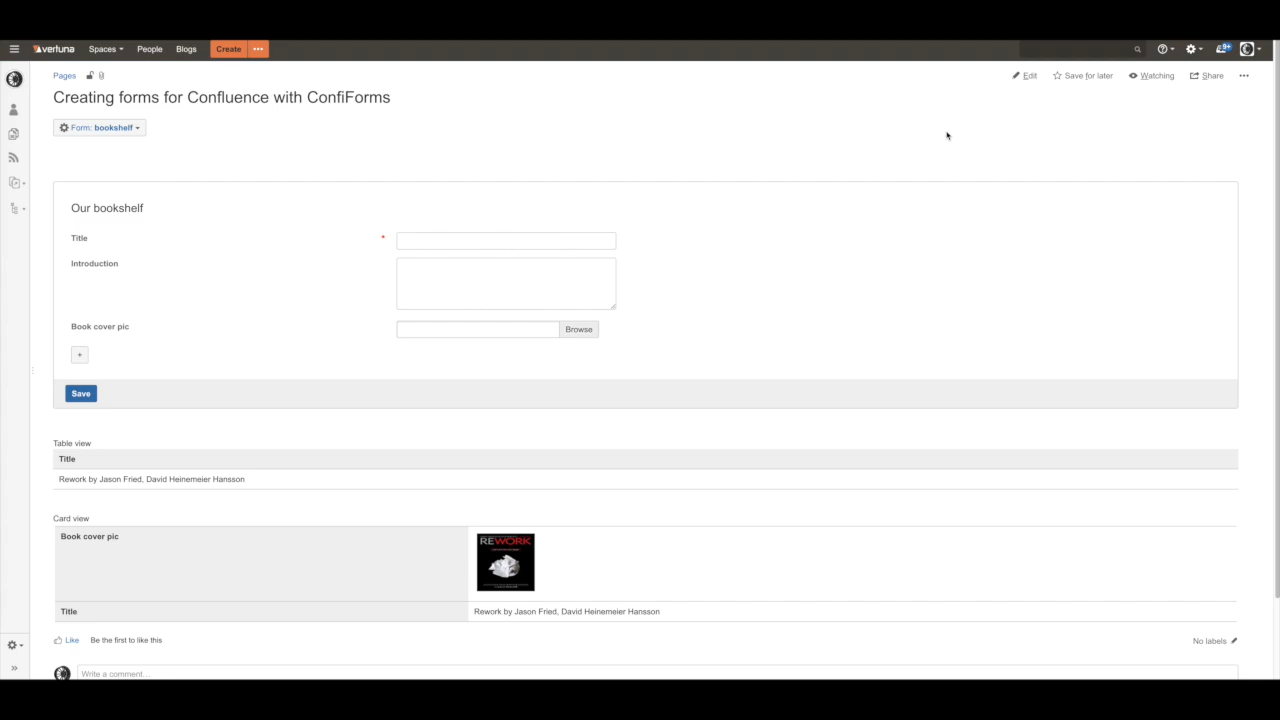 vertuna Spaces People Blogs Create ••• 9+
Pages Edit Save for later Watching Share •••
Creating forms for Confluence with ConfiForms
Form: bookshelf
Our bookshelf
Title *
Introduction
Book cover pic Browse
+
Save
Table view
Title
Rework by Jason Fried, David Heinemeier Hansson
Card view
Book cover pic
REWORK
Title Rework by Jason Fried, David Heinemeier Hansson
Like Be the first to like this No labels
Write a comment…